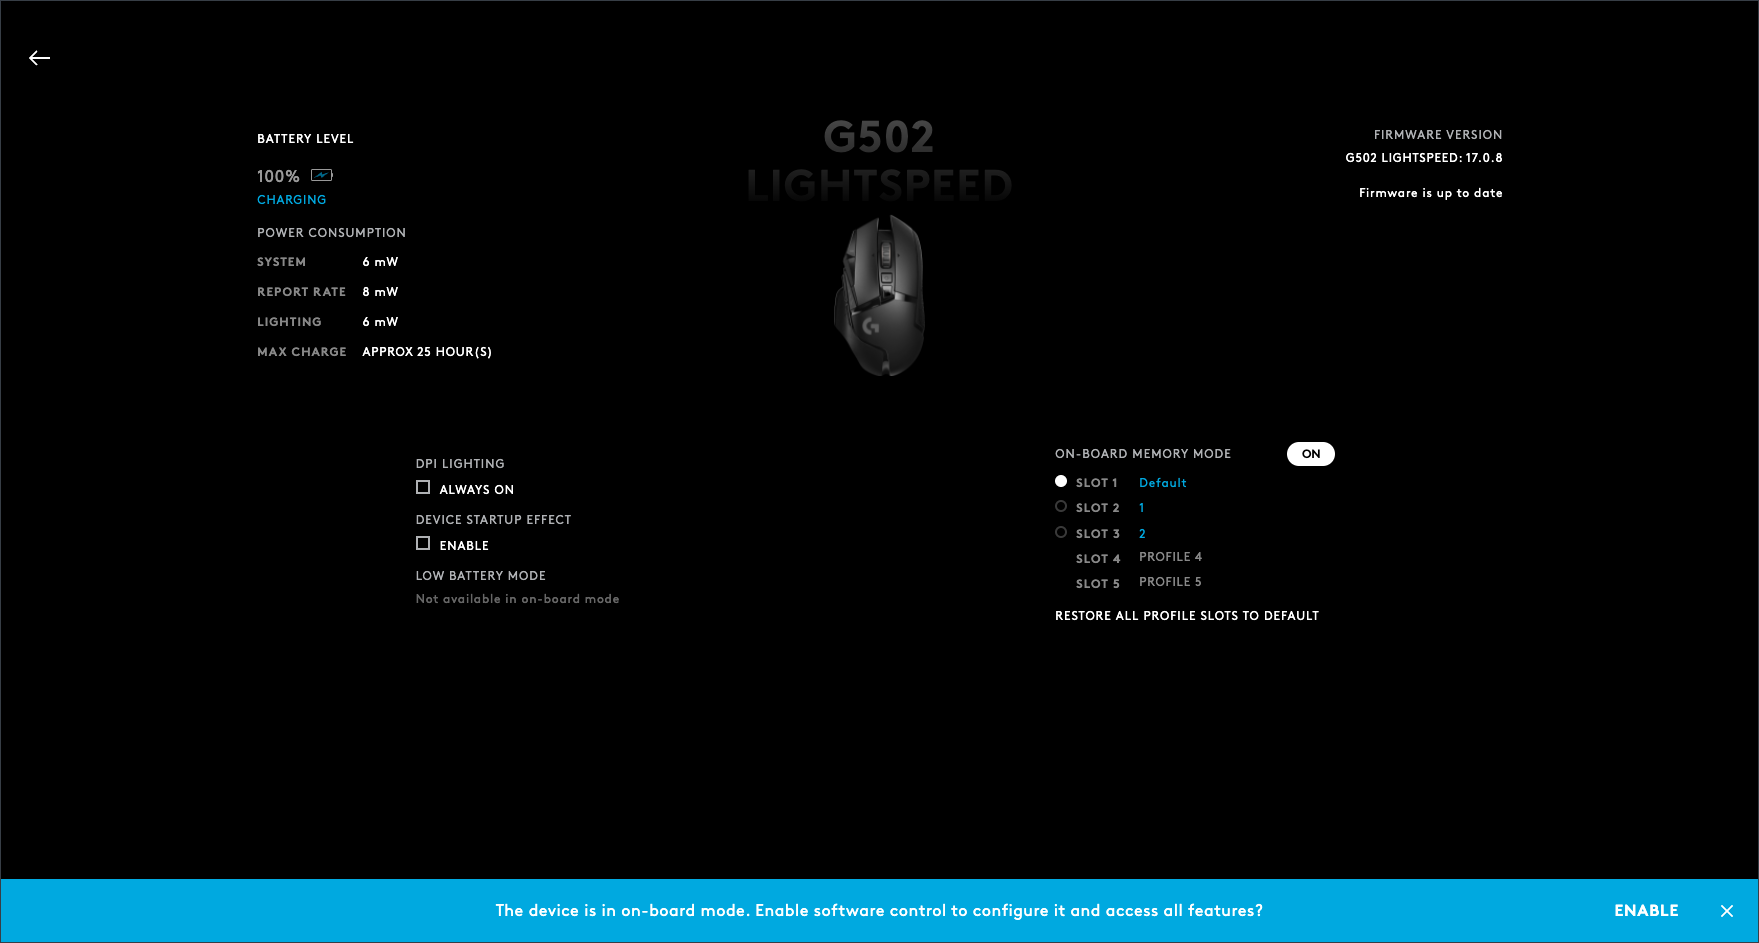 BATTERY LEVEL
100%
CHARGING
POWER CONSUMPTION
SYSTEM 6 mW
REPORT RATE 8 mW
LIGHTING 6 mW
MAX CHARGE APPROX 25 HOUR(S)
G502
LIGHTSPEED
FIRMWARE VERSION
G502 LIGHTSPEED: 17.0.8
Firmware is up to date
DPI LIGHTING
ALWAYS ON
DEVICE STARTUP EFFECT
ENABLE
LOW BATTERY MODE
Not available in on-board mode
ON-BOARD MEMORY MODE ON
SLOT 1 Default
SLOT 2 1
SLOT 3 2
SLOT 4 PROFILE 4
SLOT 5 PROFILE 5
RESTORE ALL PROFILE SLOTS TO DEFAULT
The device is in on-board mode. Enable software control to configure it and access all features? ENABLE